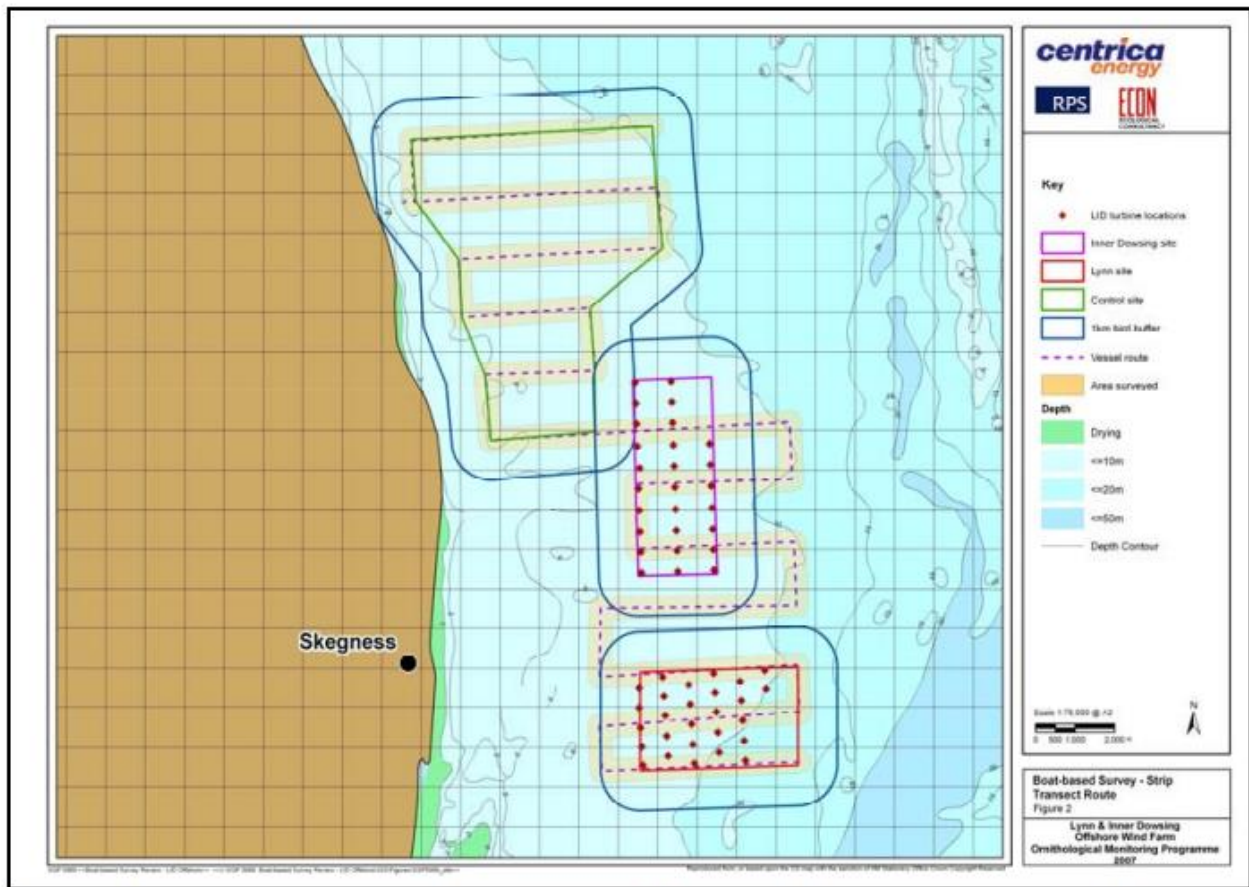 centrica
energy
RPS
ECON
ECOLOGICAL
CONSULTANCY
Key
LID turbine locations
Inner Dowsing site
Lynn site
Control site
1km bird buffer
Vessel route
Area surveyed
Depth
Drying
<=10m
<=20m
<=50m
Depth Contour
Skegness
N
0 500 1,000 2,000
Boat-based Survey - Strip
Transect Route
Figure 2
Lynn & Inner Dowsing
Offshore Wind Farm
Ornithological Monitoring Programme
2007